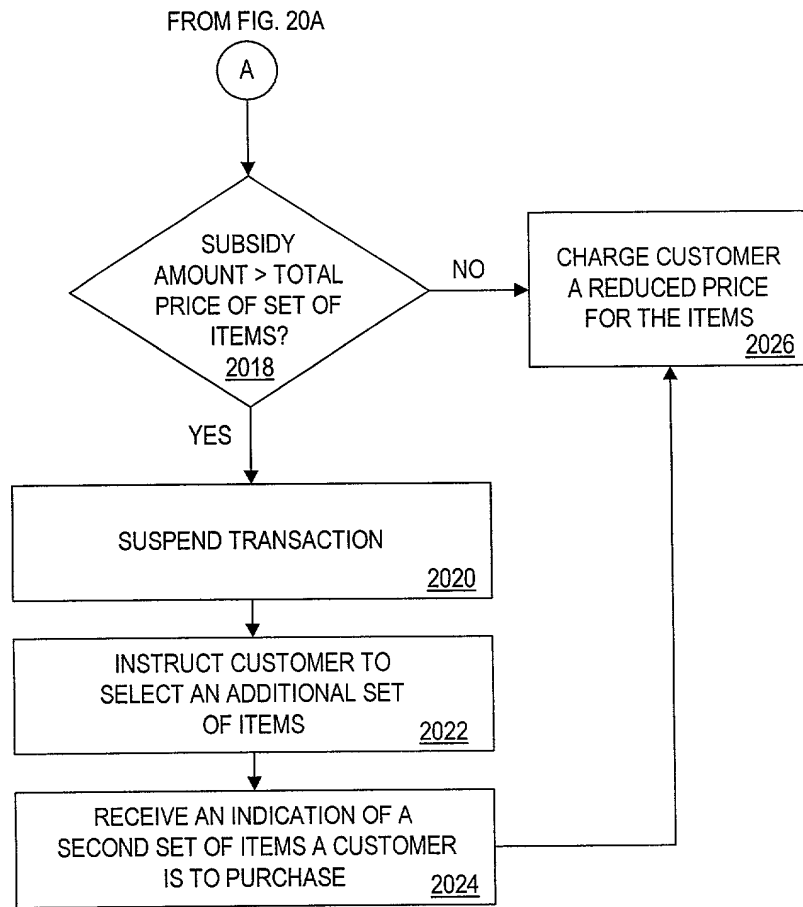 FROM FIG. 20A
A
SUBSIDY
AMOUNT > TOTAL
PRICE OF SET OF
ITEMS?
2018
NO
CHARGE CUSTOMER
A REDUCED PRICE
FOR THE ITEMS
2026
YES
SUSPEND TRANSACTION
2020
INSTRUCT CUSTOMER TO
SELECT AN ADDITIONAL SET
OF ITEMS
2022
RECEIVE AN INDICATION OF A
SECOND SET OF ITEMS A CUSTOMER
IS TO PURCHASE
2024